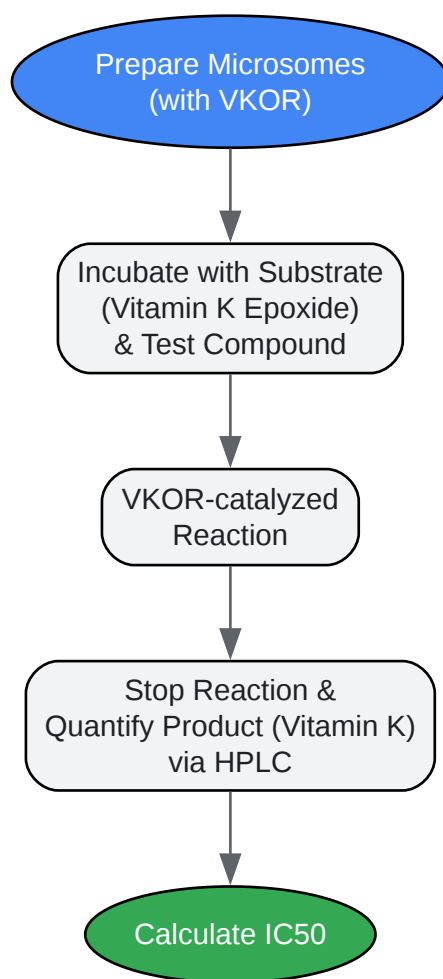 Prepare Microsomes
(with VKOR)
Incubate with Substrate
(Vitamin K Epoxide)
& Test Compound
VKOR-catalyzed
Reaction
Stop Reaction &
Quantify Product (Vitamin K)
via HPLC
Calculate IC50